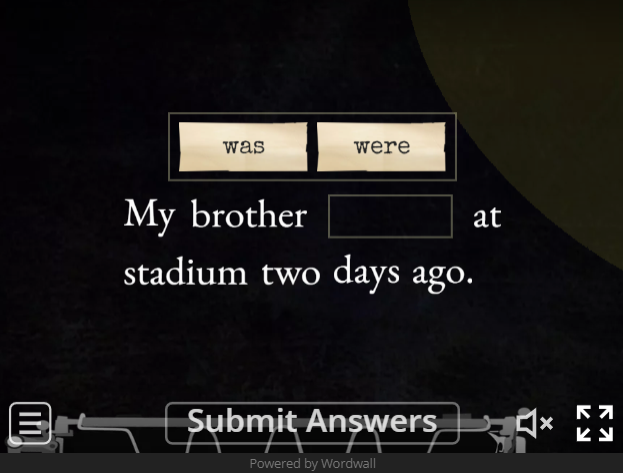 was were
My brother at
stadium two days ago.
Submit Answers
Powered by Wordwall